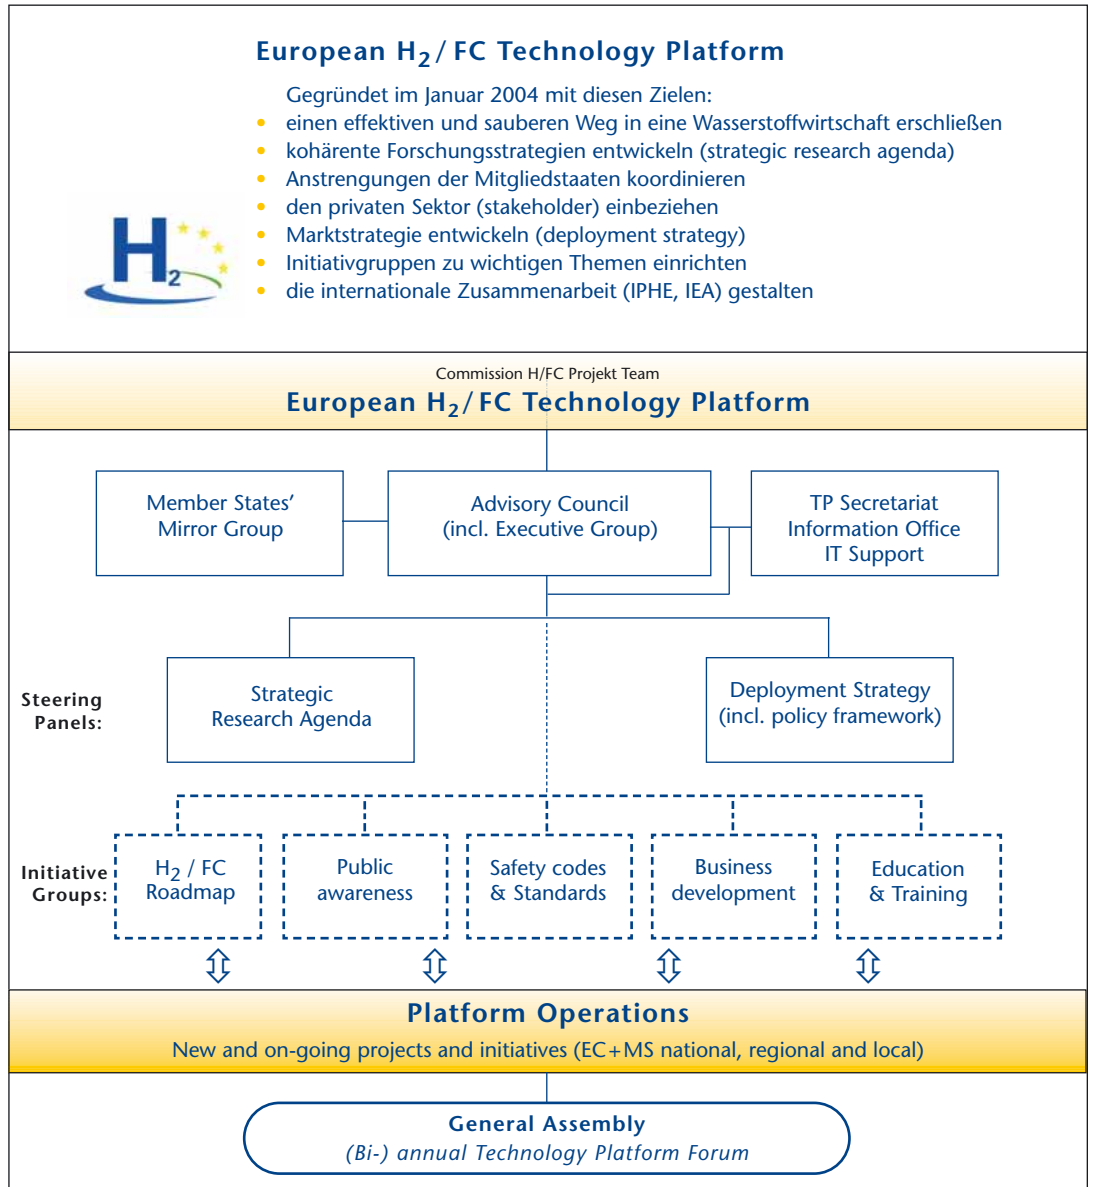 European H₂/FC Technology Platform
Gegründet im Januar 2004 mit diesen Zielen:
• einen effektiven und sauberen Weg in eine Wasserstoffwirtschaft erschließen
• kohärente Forschungsstrategien entwickeln (strategic research agenda)
• Anstrengungen der Mitgliedstaaten koordinieren
• den privaten Sektor (stakeholder) einbeziehen
• Marktstrategie entwickeln (deployment strategy)
• Initiativgruppen zu wichtigen Themen einrichten
• die internationale Zusammenarbeit (IPHE, IEA) gestalten
H₂
Commission H/FC Projekt Team
European H₂/FC Technology Platform
Member States’
Mirror Group
Advisory Council
(incl. Executive Group)
TP Secretariat
Information Office
IT Support
Steering
Panels:
Strategic
Research Agenda
Deployment Strategy
(incl. policy framework)
Initiative
Groups:
H₂ / FC
Roadmap
Public
awareness
Safety codes
& Standards
Business
development
Education
& Training
Platform Operations
New and on-going projects and initiatives (EC+MS national, regional and local)
General Assembly
(Bi-) annual Technology Platform Forum